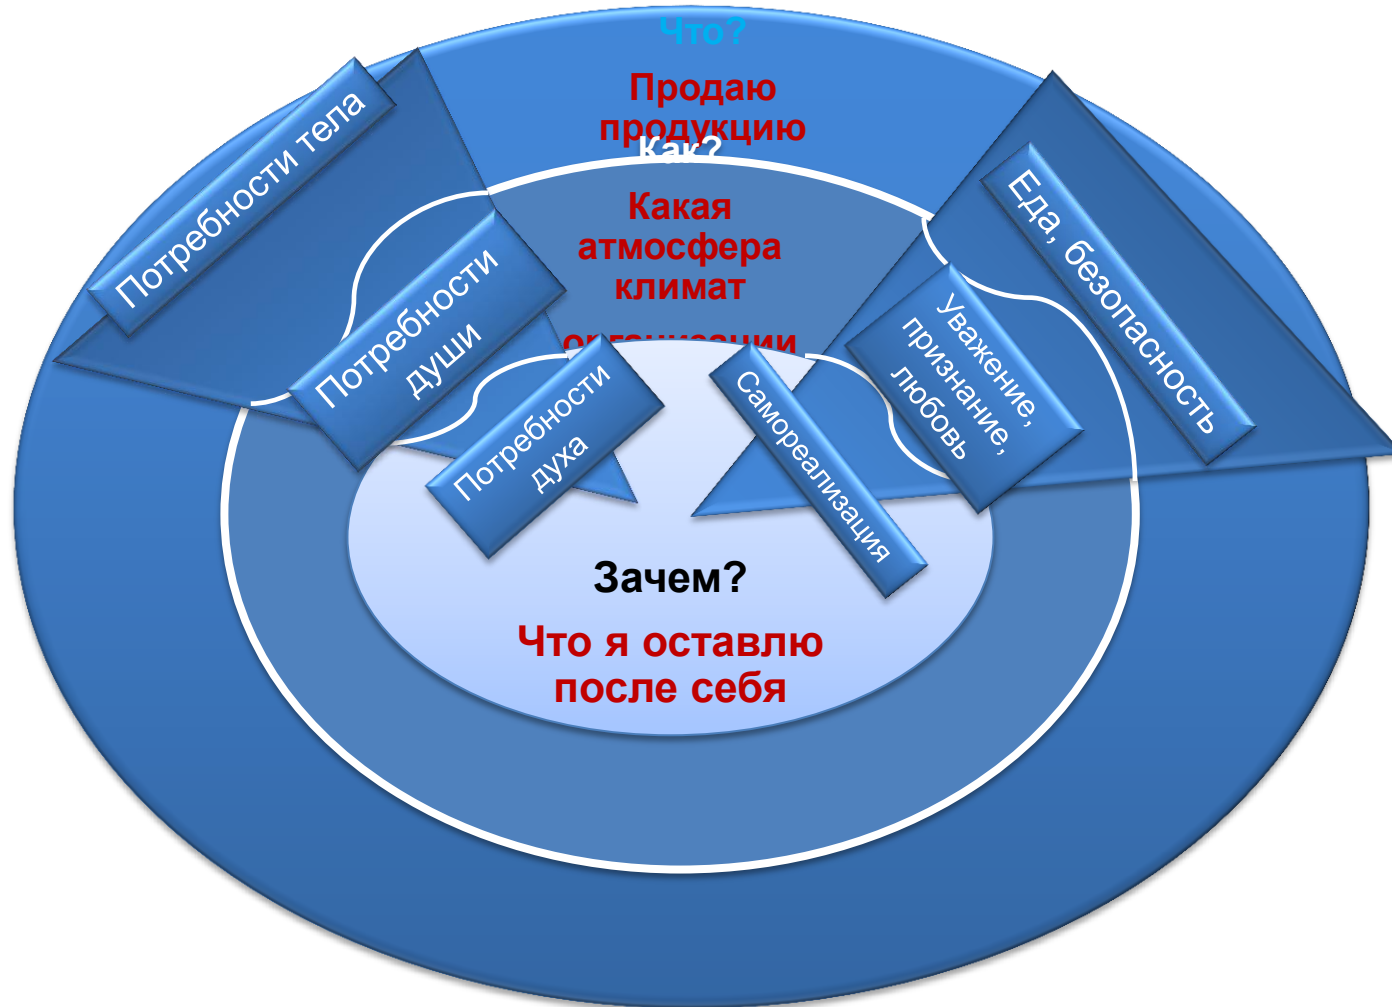 Что?
Продаю
продукцию
Как?
Какая
атмосфера
климат
организации
Потребности тела
Потребности
души
Потребности
духа
Самореализация
Уважение,
признание,
любовь
Еда, безопасность
Зачем?
Что я оставлю
после себя